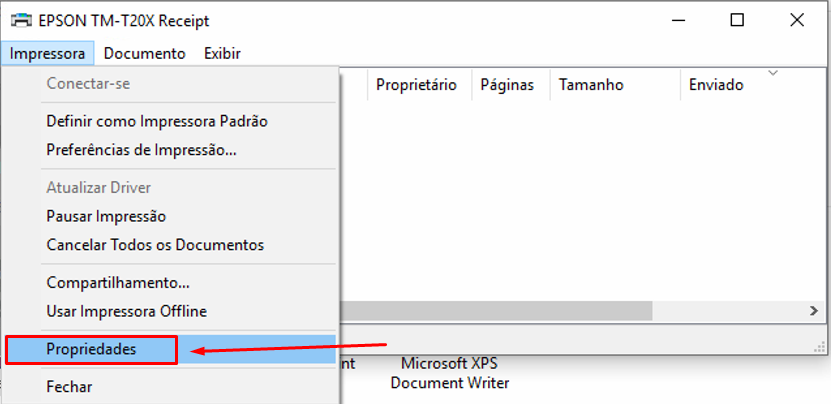 EPSON TM-T20X Receipt
Impressora Documento Exibir
Conectar-se
Proprietário Páginas Tamanho Enviado
Definir como Impressora Padrão
Preferências de Impressão...
Atualizar Driver
Pausar Impressão
Cancelar Todos os Documentos
Compartilhamento...
Usar Impressora Offline
Propriedades
Fechar
nt Microsoft XPS
Document Writer